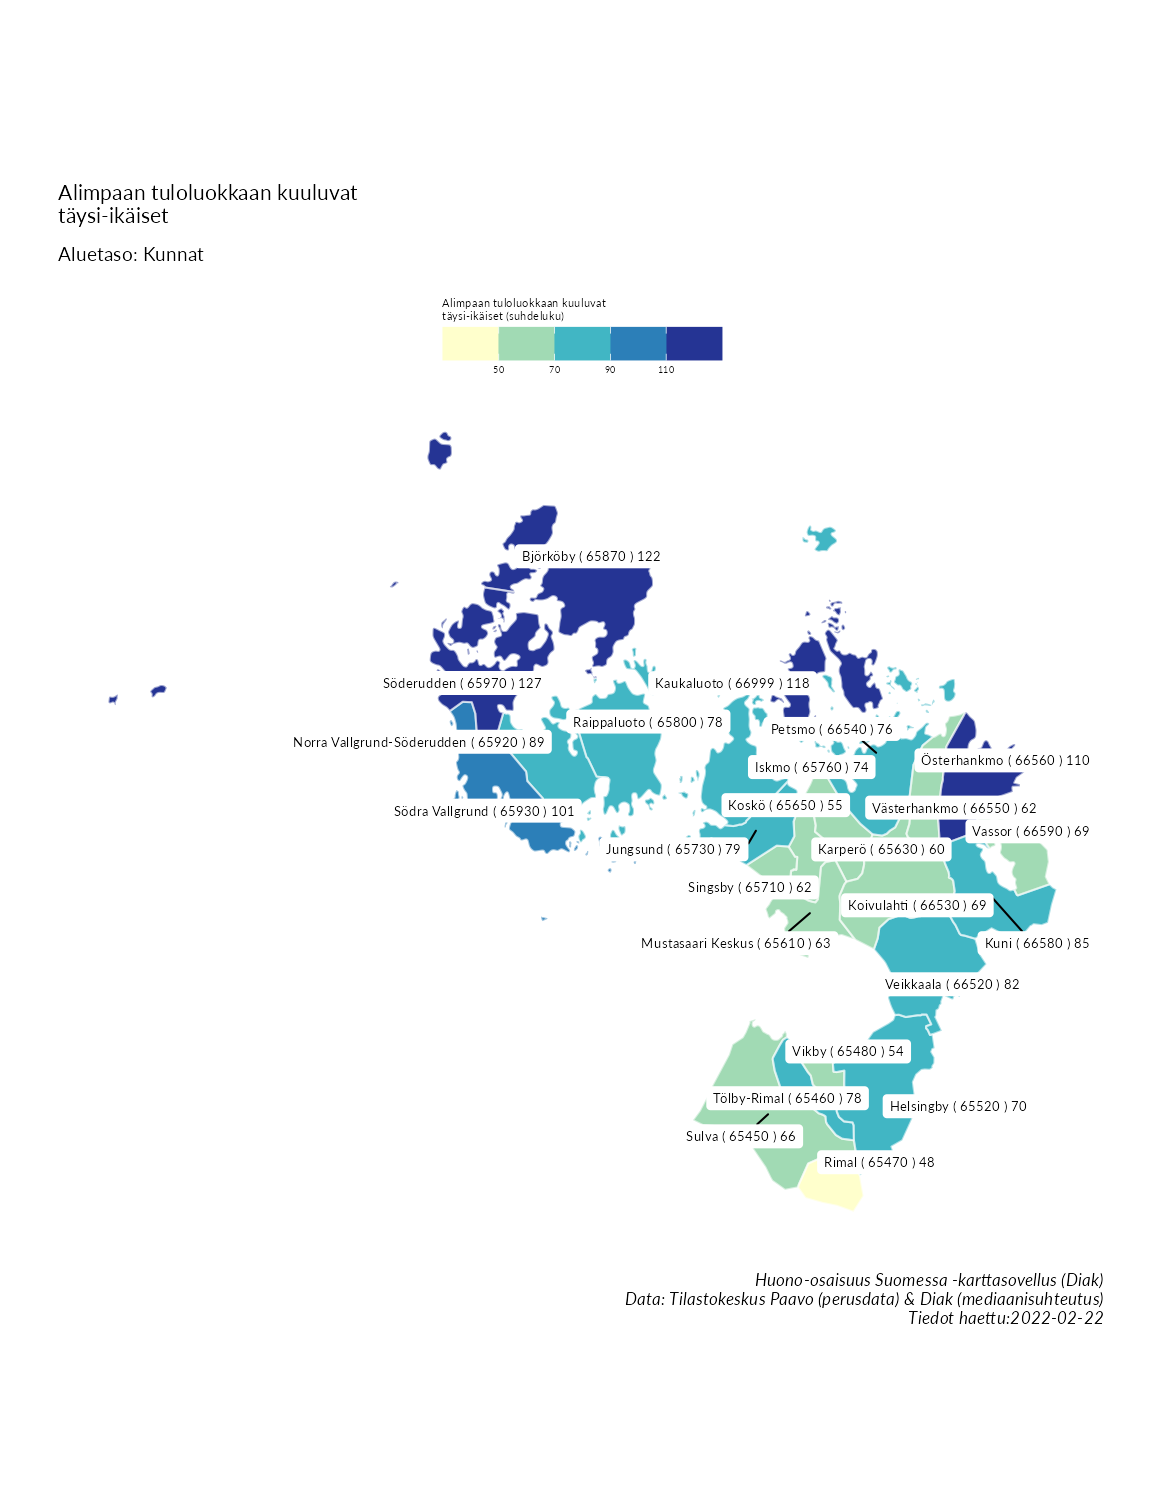 Alimpaan tuloluokkaan kuuluvat
täysi-ikäiset
Aluetaso: Kunnat
Alimpaan tuloluokkaan kuuluvat
täysi-ikäiset (suhdeluku)
50 70 90 110
Björköby ( 65870 ) 122
Söderudden ( 65970 ) 127
Kaukaluoto ( 66999 ) 118
Raippaluoto ( 65800 ) 78
Petsmo ( 66540 ) 76
Norra Vallgrund-Söderudden ( 65920 ) 89
Österhankmo ( 66560 ) 110
Iskmo ( 65760 ) 74
Koskö ( 65650 ) 55
Västerhankmo ( 66550 ) 62
Södra Vallgrund ( 65930 ) 101
Vassor ( 66590 ) 69
Jungsund ( 65730 ) 79
Karperö ( 65630 ) 60
Singsby ( 65710 ) 62
Koivulahti ( 66530 ) 69
Mustasaari Keskus ( 65610 ) 63
Kuni ( 66580 ) 85
Veikkaala ( 66520 ) 82
Vikby ( 65480 ) 54
Tölby-Rimal ( 65460 ) 78
Helsingby ( 65520 ) 70
Sulva ( 65450 ) 66
Rimal ( 65470 ) 48
Huono-osaisuus Suomessa -karttasovellus (Diak)
Data: Tilastokeskus Paavo (perusdata) & Diak (mediaanisuhteutus)
Tiedot haettu:2022-02-22